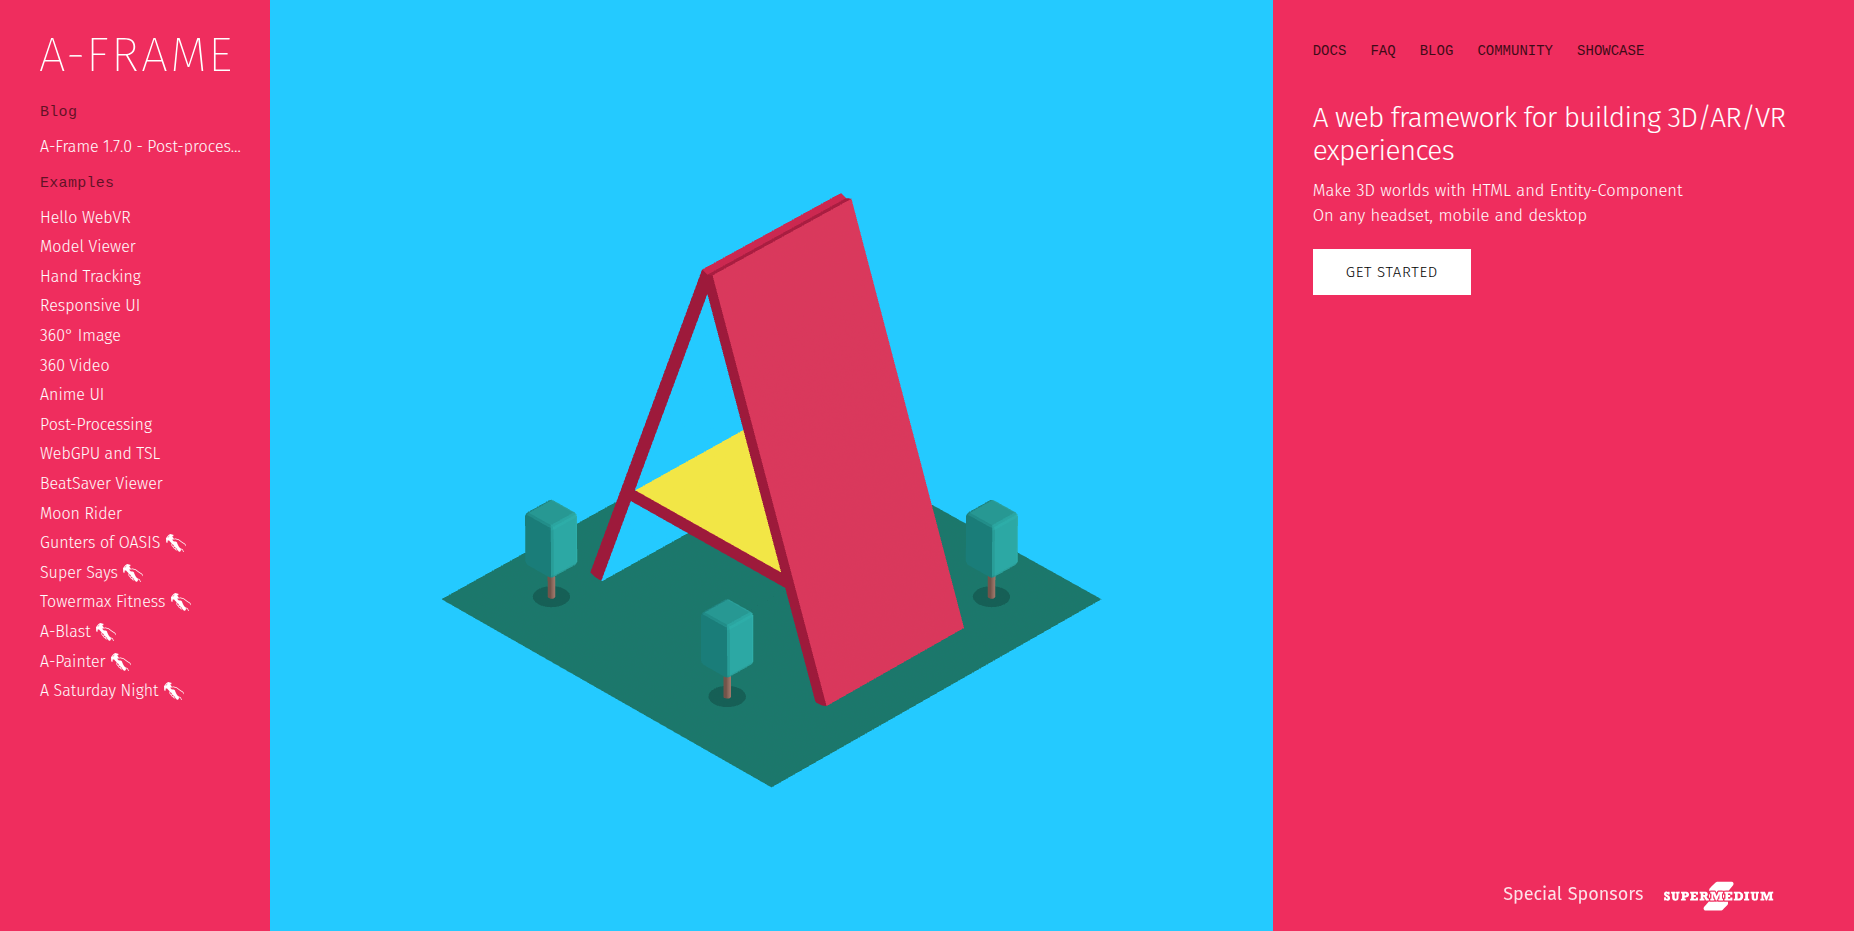 A-FRAME
Blog
A-Frame 1.7.0 - Post-proces...
Examples
Hello WebVR
Model Viewer
Hand Tracking
Responsive UI
360° Image
360 Video
Anime UI
Post-Processing
WebGPU and TSL
BeatSaver Viewer
Moon Rider
Gunters of OASIS
Super Says
Towermax Fitness
A-Blast
A-Painter
A Saturday Night
DOCS FAQ BLOG COMMUNITY SHOWCASE
A web framework for building 3D/AR/VR
experiences
Make 3D worlds with HTML and Entity-Component
On any headset, mobile and desktop
GET STARTED
Special Sponsors SUPERMEDIUM